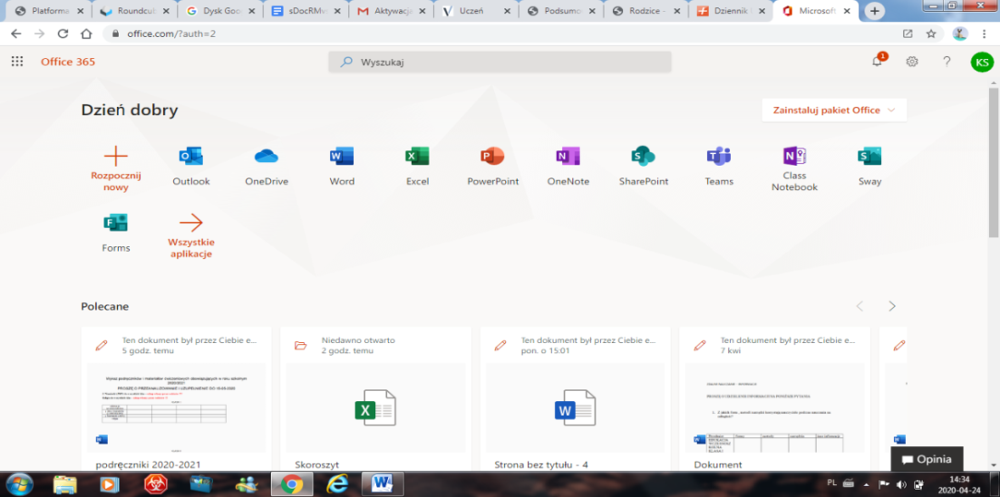 Platforma
Roundcub
Dysk Goo
sDocRMe
Aktywacje
Uczeń
Podsumo
Rodzice -
Dziennik
Microsoft
office.com/?auth=2
Office 365
Wyszukaj
1
KS
Dzień dobry
Zainstaluj pakiet Office
Rozpocznij
nowy
Outlook
OneDrive
Word
Excel
PowerPoint
OneNote
SharePoint
Teams
Class
Notebook
Sway
Forms
Wszystkie
aplikacje
Polecane
Ten dokument był przez Ciebie e...
5 godz. temu
Niedawno otwarto
2 godz. temu
Ten dokument był przez Ciebie e...
pon. o 15:01
Ten dokument był przez Ciebie e...
7 kwi
podręczniki 2020-2021
Skoroszyt
Strona bez tytułu - 4
Dokument
Opinia
PL
14:34
2020-04-24